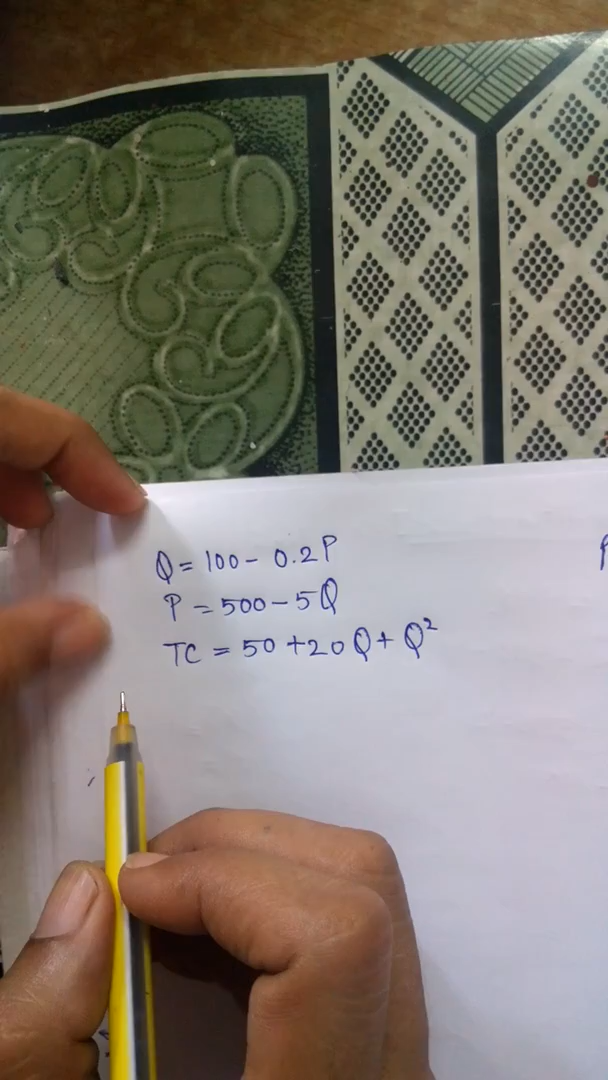 Q = 100 - 0.2P
P = 500 - 5Q
TC = 50 + 20Q + Q²